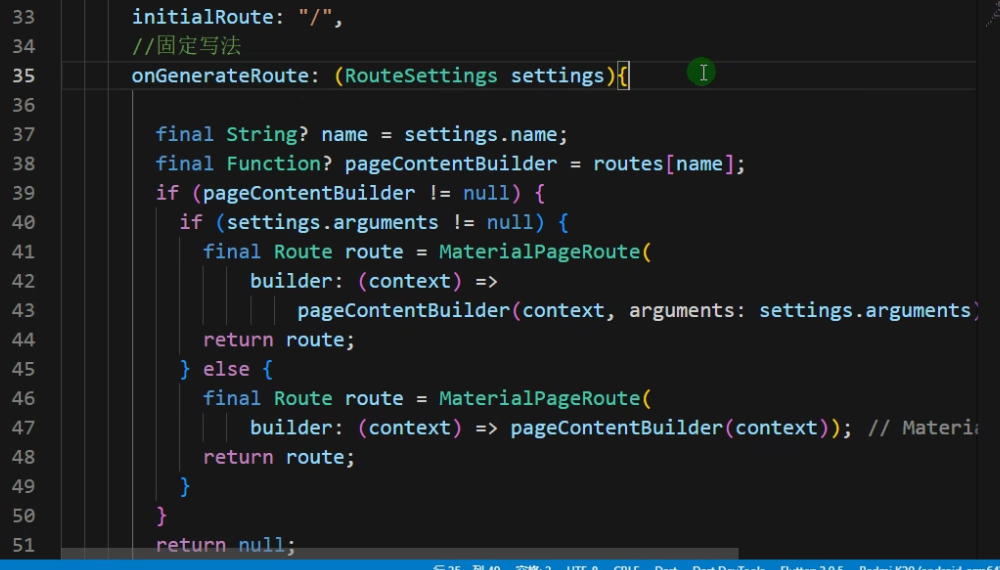 33 initialRoute: "/",
34 //固定写法
35 onGenerateRoute: (RouteSettings settings){
36
37 final String? name = settings.name;
38 final Function? pageContentBuilder = routes[name];
39 if (pageContentBuilder != null) {
40 if (settings.arguments != null) {
41 final Route route = MaterialPageRoute(
42 builder: (context) =>
43 pageContentBuilder(context, arguments: settings.arguments)
44 return route;
45 } else {
46 final Route route = MaterialPageRoute(
47 builder: (context) => pageContentBuilder(context)); // Materia
48 return route;
49 }
50 }
51 return null;